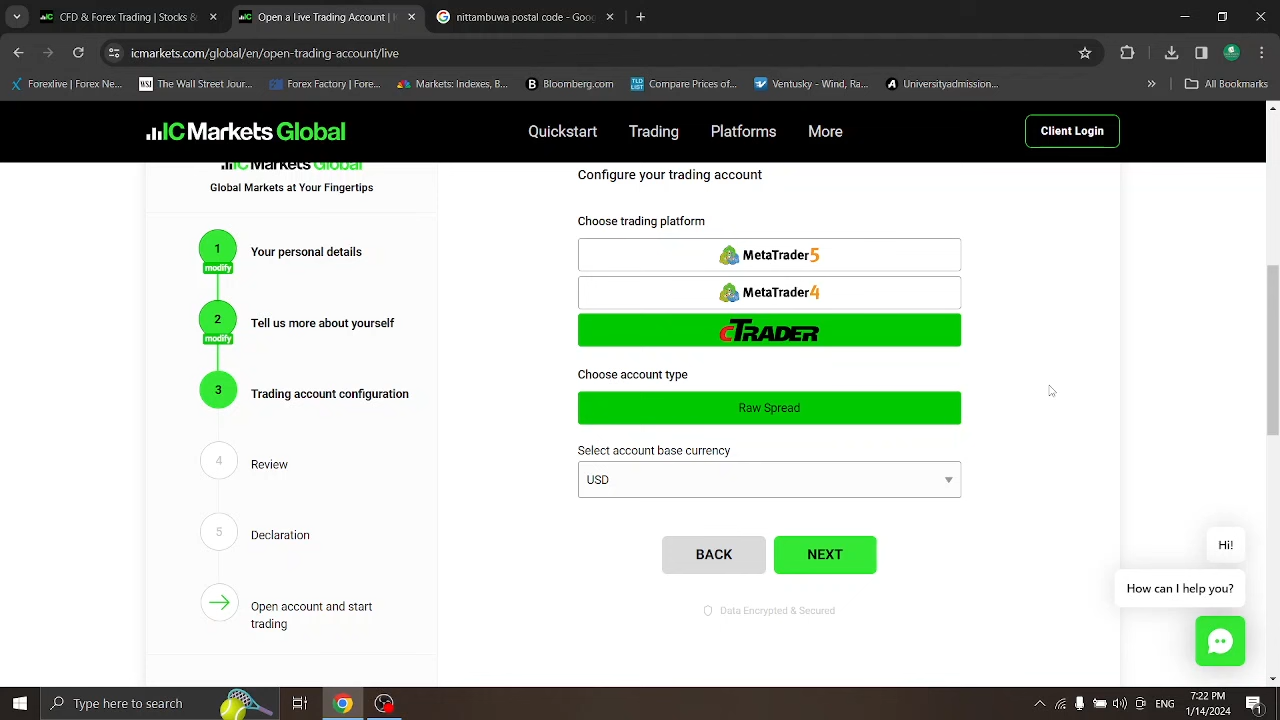 CFD & Forex Trading | Stocks &
Open and Account Trading |
nittambuwa postal code - Goo
icmarkets.com/global/en/open-trading-account/live
Forexlive | Forex Ne...
The Wall Street Jour...
Forex Factory | Forex...
Markets: Indexes, B...
Bloomberg.com
Compare Prices of...
Ventusky - Wind, Ra...
Universityadmission...
All Bookmarks
IC Markets Global
Quickstart
Trading
Platforms
More
Client Login
IC Markets Global
Global Markets at Your Fingertips
1
modify
Your personal details
2
modify
Tell us more about yourself
3
Trading account configuration
4
Review
5
Declaration
Open account and start
trading
Configure your trading account
Choose trading platform
MetaTrader 5
MetaTrader 4
cTRADER
Choose account type
Raw Spread
Select account base currency
USD
BACK
NEXT
Data Encrypted & Secured
Hi!
How can I help you?
Type here to search
ENG
7:22 PM
1/14/2024